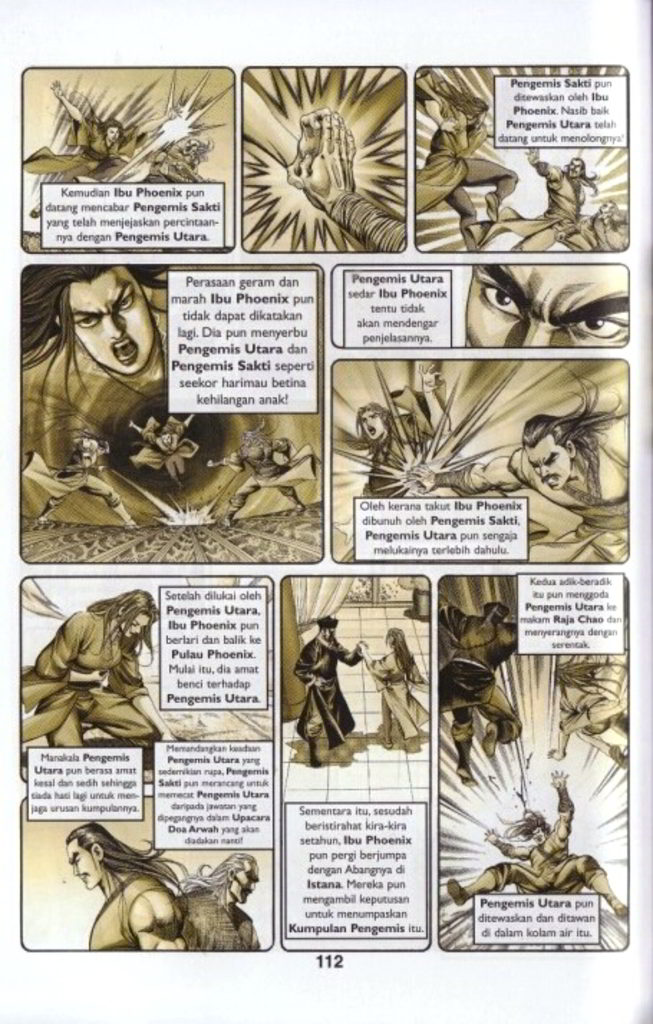 Kemudian Ibu Phoenix pun
datang mencabar Pengemis Sakti
yang telah menjejaskan percintaan-
nya dengan Pengemis Utara.
Pengemis Sakti pun
ditewaskan oleh Ibu
Phoenix. Nasib baik
Pengemis Utara telah
datang untuk menolongnya!
Perasaan geram dan
marah Ibu Phoenix pun
tidak dapat dikatakan
lagi. Dia pun menyerbu
Pengemis Utara dan
Pengemis Sakti seperti
seekor harimau betina
kehilangan anak!
Pengemis Utara
sedar Ibu Phoenix
tentu tidak
akan mendengar
penjelasannya.
Oleh kerana takut Ibu Phoenix
dibunuh oleh Pengemis Sakti,
Pengemis Utara pun sengaja
melukainya terlebih dahulu.
Setelah dilukai oleh
Pengemis Utara,
Ibu Phoenix pun
berlari dan balik ke
Pulau Phoenix.
Mulai itu, dia amat
benci terhadap
Pengemis Utara.
Manakala Pengemis
Utara pun berasa amat
kesal dan sedih sehingga
tiada hati lagi untuk men-
jaga urusan kumpulannya.
Memandangkan keadaan
Pengemis Utara yang
sedemikian rupa, Pengemis
Sakti pun merancang untuk
memecat Pengemis Utara
daripada jawatan yang
dipegangnya dalam Upacara
Doa Arwah yang akan
diadakan nanti!
Sementara itu, sesudah
beristirahat kira-kira
setahun, Ibu Phoenix
pun pergi berjumpa
dengan Abangnya di
Istana. Mereka pun
mengambil keputusan
untuk menumpaskan
Kumpulan Pengemis itu.
Kedua adik-beradik
itu pun menggoda
Pengemis Utara ke
makam Raja Chao dan
menyerangnya dengan
serentak.
Pengemis Utara pun
ditewaskan dan ditawan
di dalam kolam air itu.
112